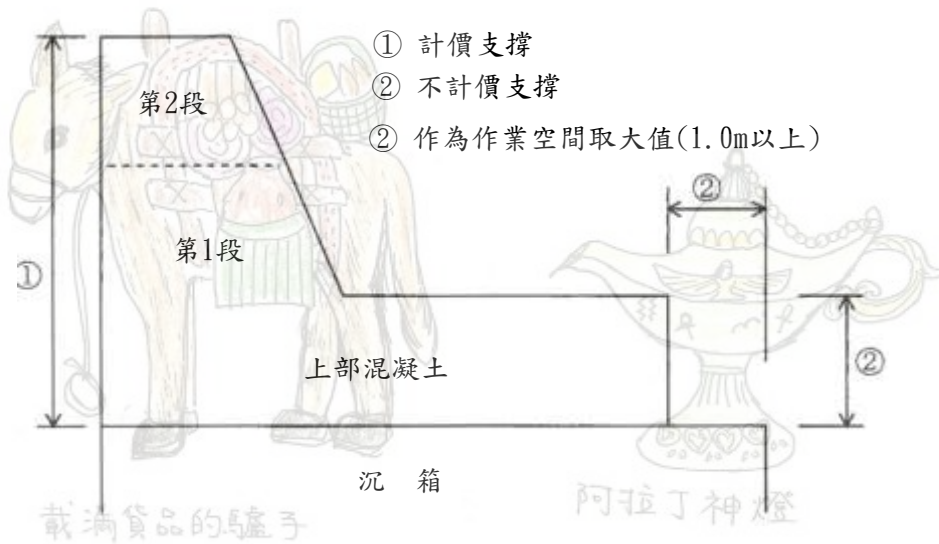 ① 計價支撐
② 不計價支撐
② 作為作業空間取大值(1.0m以上)
第2段
②
第1段
①
上部混凝土
②
沉 箱
載滿貨品的驢子
阿拉丁神燈